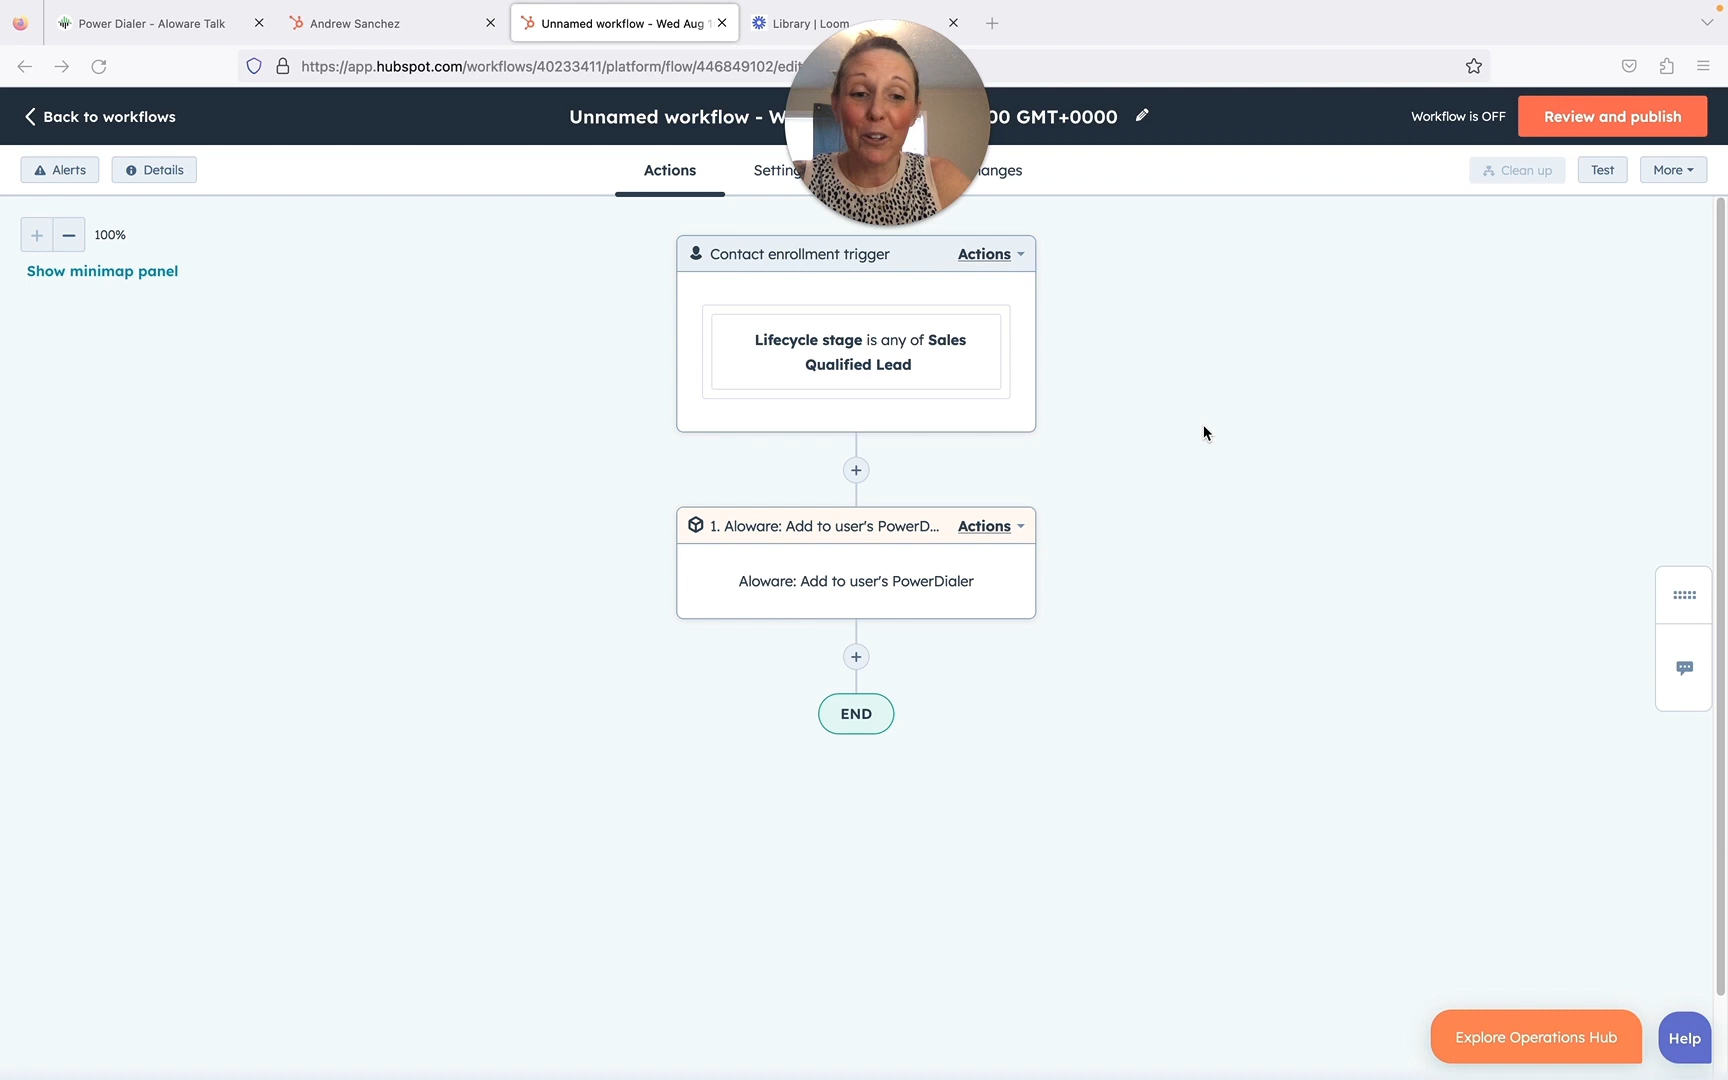 Power Dialer - Aloware Talk
Andrew Sanchez
Unnamed workflow - Wed Aug 1
Library | Loom
https://app.hubspot.com/workflows/40233411/platform/flow/446849102/edit
Back to workflows
Unnamed workflow - W
00 GMT+0000
Workflow is OFF
Review and publish
Alerts
Details
Actions
Setting
anges
Clean up
Test
More
100%
Show minimap panel
Contact enrollment trigger
Actions
Lifecycle stage is any of Sales
Qualified Lead
1. Aloware: Add to user's PowerD...
Actions
Aloware: Add to user's PowerDialer
END
Explore Operations Hub
Help